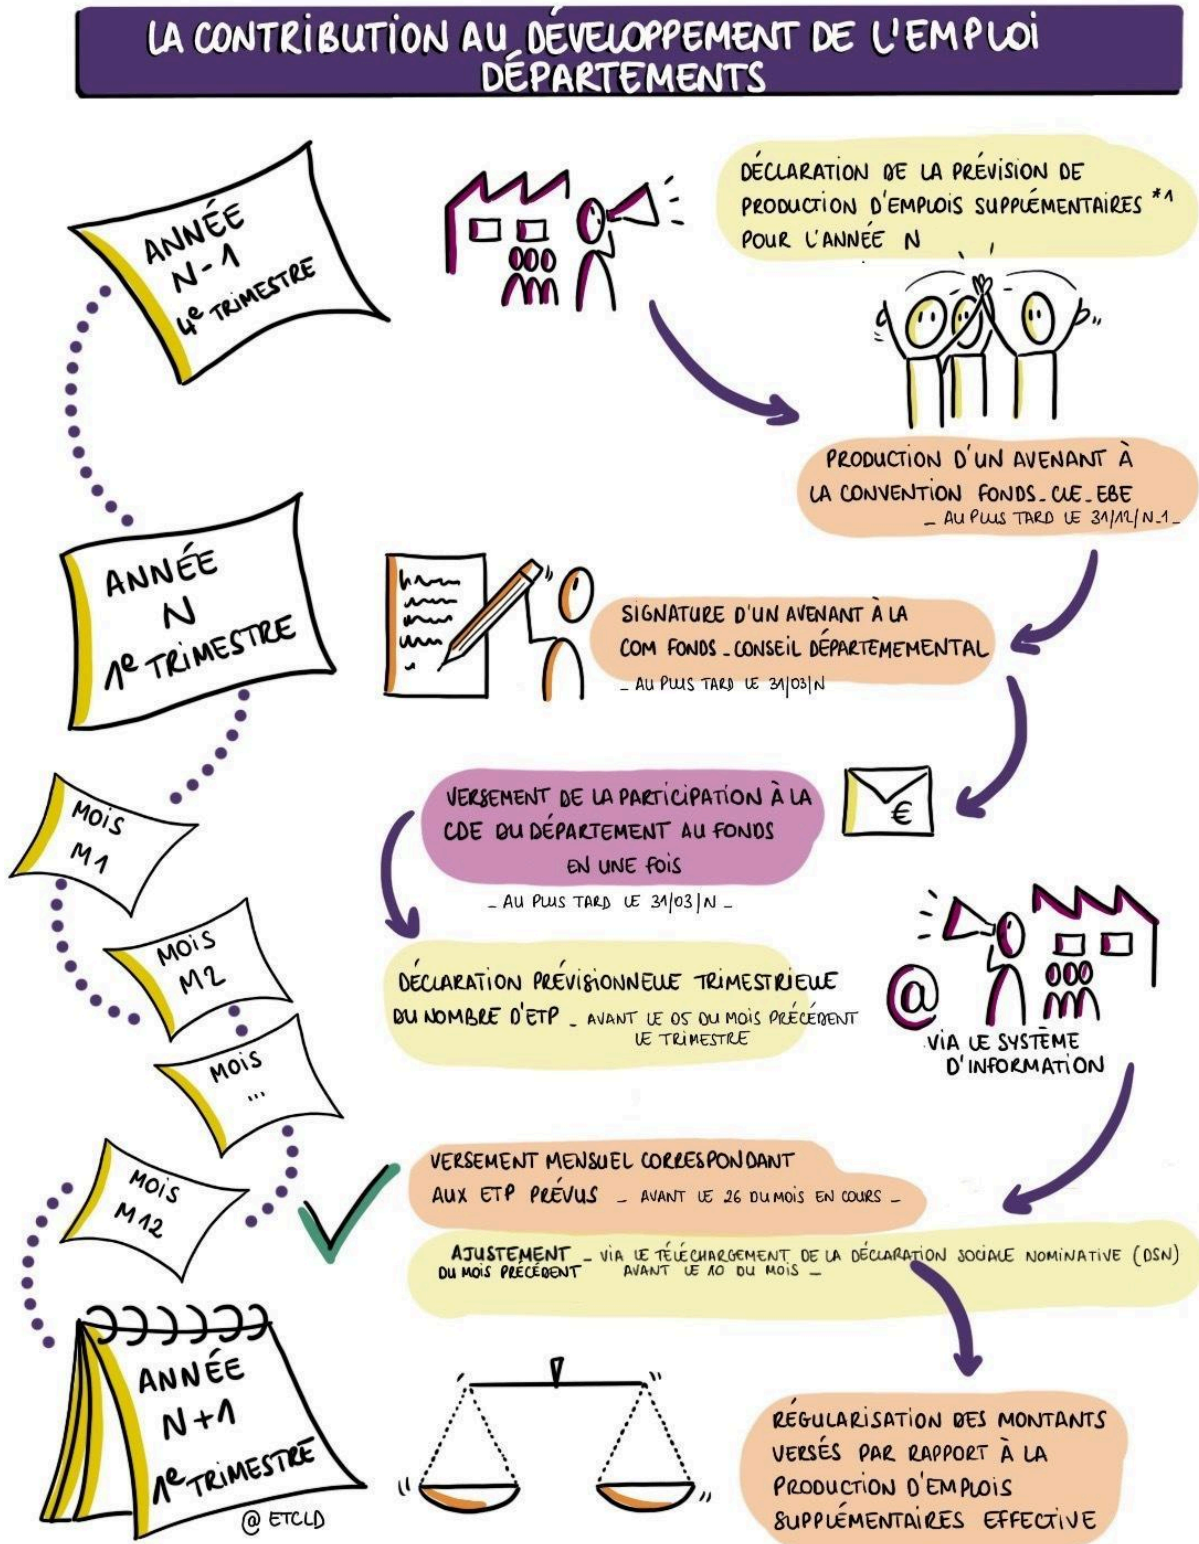 LA CONTRIBUTION AU DÉVELOPPEMENT DE L'EMPLOI
DÉPARTEMENTS
ANNÉE
N-1
4e TRIMESTRE
DÉCLARATION DE LA PRÉVISION DE
PRODUCTION D'EMPLOIS SUPPLÉMENTAIRES *1
POUR L'ANNÉE N
PRODUCTION D'UN AVENANT À
LA CONVENTION FONDS_CLE_EBE
_ AU PLUS TARD LE 31/12/N-1_
ANNÉE
N
1e TRIMESTRE
SIGNATURE D'UN AVENANT À LA
COM FONDS_CONSEIL DÉPARTEMEMENTAL
_ AU PLUS TARD LE 31/03/N
MOIS
M1
VERSEMENT DE LA PARTICIPATION À LA
CDE DU DÉPARTEMENT AU FONDS
EN UNE FOIS
_ AU PLUS TARD LE 31/03/N _
€
MOIS
M2
DÉCLARATION PRÉVISIONNELLE TRIMESTRIELLE
DU NOMBRE D'ETP _ AVANT LE 05 DU MOIS PRÉCÉDENT
LE TRIMESTRE
@
VIA LE SYSTÈME
D'INFORMATION
MOIS
...
MOIS
M12
VERSEMENT MENSUEL CORRESPONDANT
AUX ETP PRÉVUS _ AVANT LE 26 DU MOIS EN COURS _
AJUSTEMENT _ VIA LE TÉLÉCHARGEMENT DE LA DÉCLARATION SOCIALE NOMINATIVE (DSN)
DU MOIS PRÉCÉDENT AVANT LE 10 DU MOIS _
ANNÉE
N+1
1e TRIMESTRE
@ ETCLD
RÉGULARISATION DES MONTANTS
VERSÉS PAR RAPPORT À LA
PRODUCTION D'EMPLOIS
SUPPLÉMENTAIRES EFFECTIVE